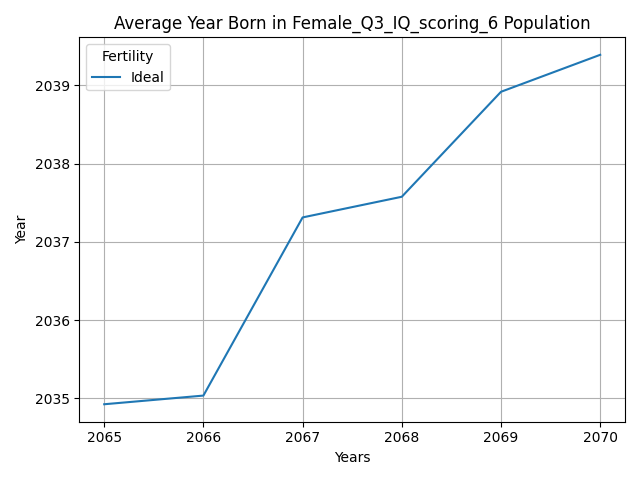 Average Year Born in Female_Q3_IQ_scoring_6 Population
Fertility
Ideal
2039
2038
2037
2036
2035
Year
2065 2066 2067 2068 2069 2070
Years